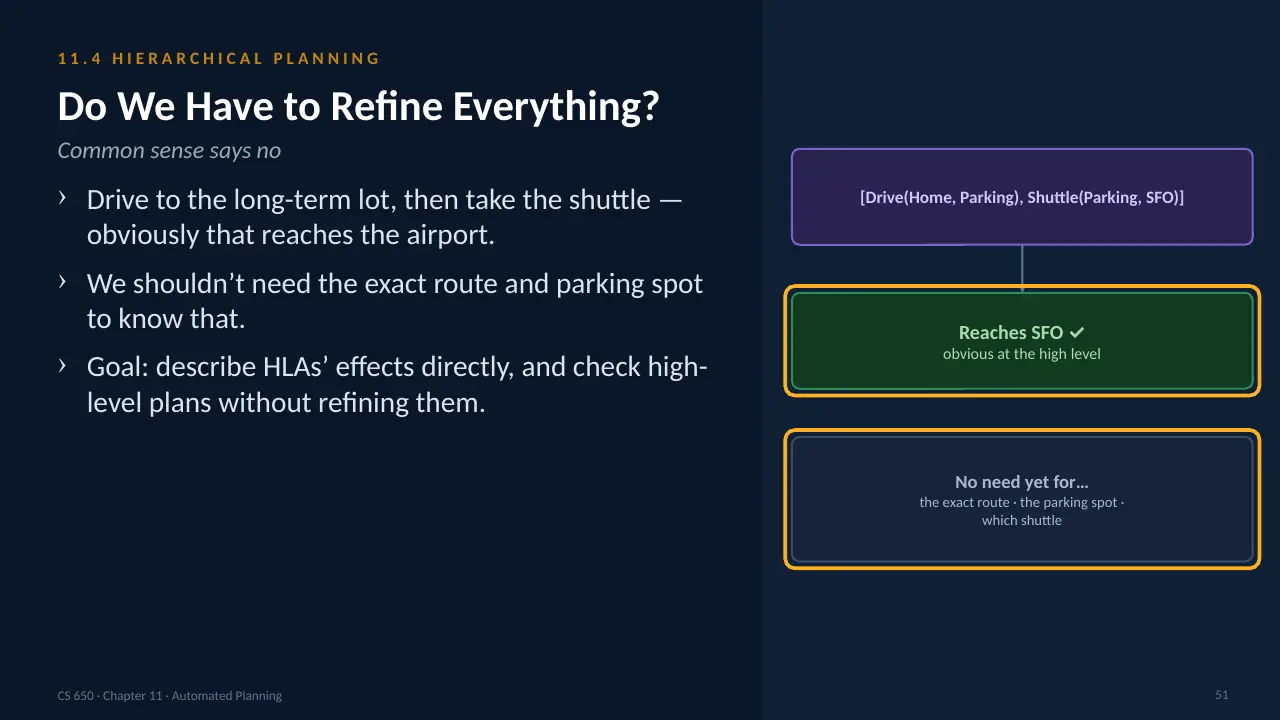 11.4 HIERARCHICAL PLANNING
Do We Have to Refine Everything?
Common sense says no
› Drive to the long-term lot, then take the shuttle —
obviously that reaches the airport.
› We shouldn’t need the exact route and parking spot
to know that.
› Goal: describe HLAs’ effects directly, and check high-
level plans without refining them.
[Drive(Home, Parking), Shuttle(Parking, SFO)]
Reaches SFO ✓
obvious at the high level
No need yet for…
the exact route · the parking spot ·
which shuttle
CS 650 · Chapter 11 · Automated Planning
51